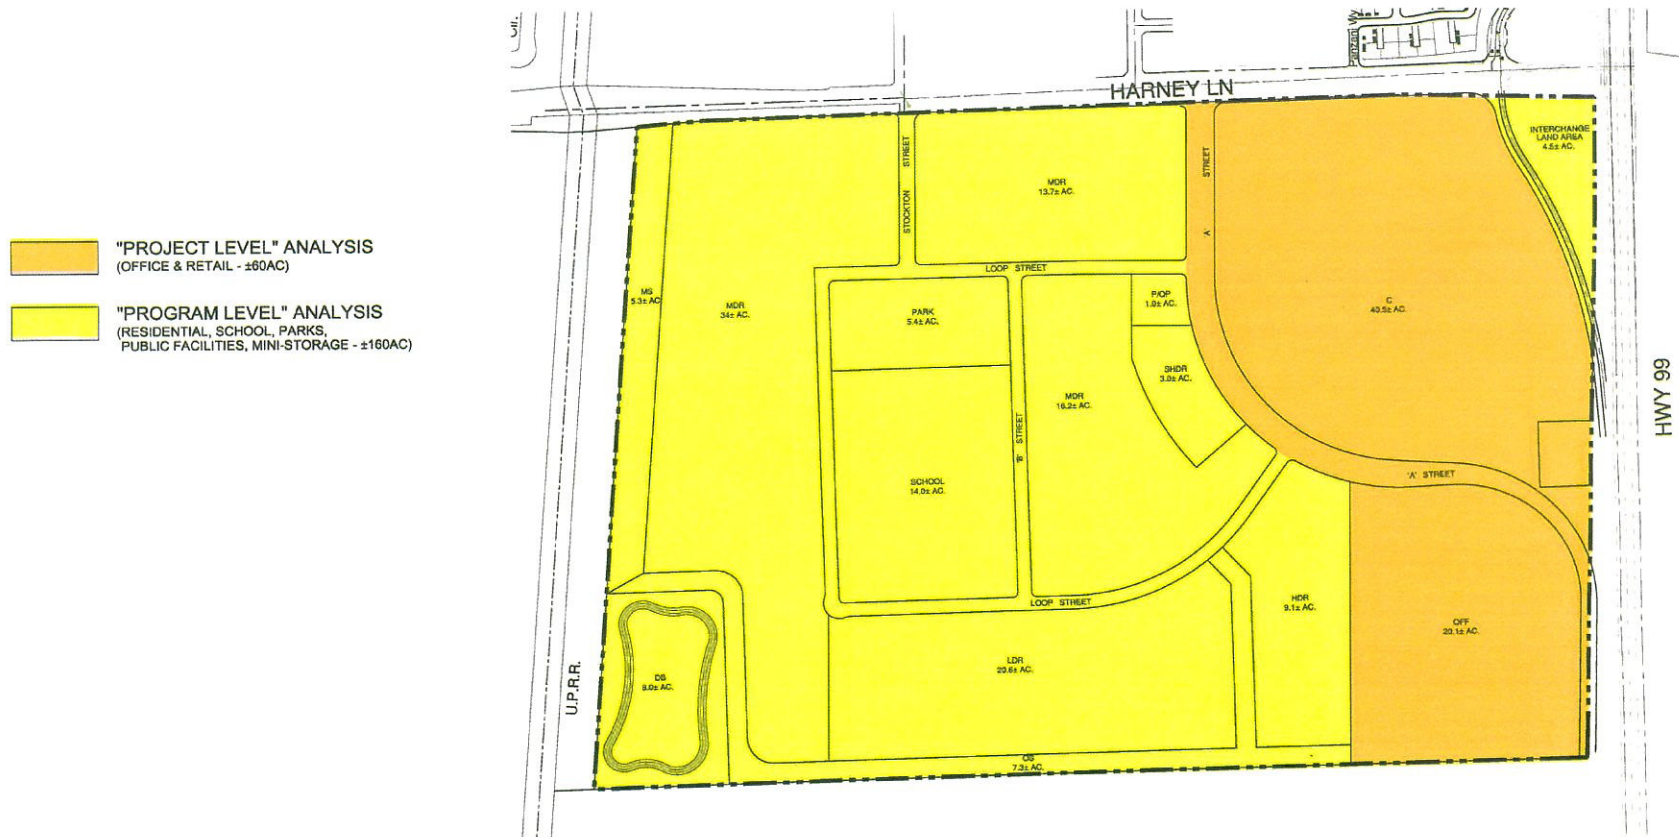 HARNEY LN
INTERCHANGE
LAND AREA
4.5± AC.
STOCKTON STREET
MDR
13.7± AC.
'A' STREET
"PROJECT LEVEL" ANALYSIS
(OFFICE & RETAIL - ±60AC)
"PROGRAM LEVEL" ANALYSIS
(RESIDENTIAL, SCHOOL, PARKS,
PUBLIC FACILITIES, MINI-STORAGE - ±160AC)
LOOP STREET
MS
5.3± AC
MDR
34± AC.
PARK
5.4± AC.
P/QP
1.0± AC.
C
40.5± AC.
SHDR
3.0± AC.
MDR
16.2± AC.
HWY 99
'B' STREET
'A' STREET
SCHOOL
14.0± AC.
LOOP STREET
HDR
9.1± AC.
OFF
20.1± AC.
LDR
20.6± AC.
DB
8.0± AC.
U.P.R.R.
OS
7.3± AC.